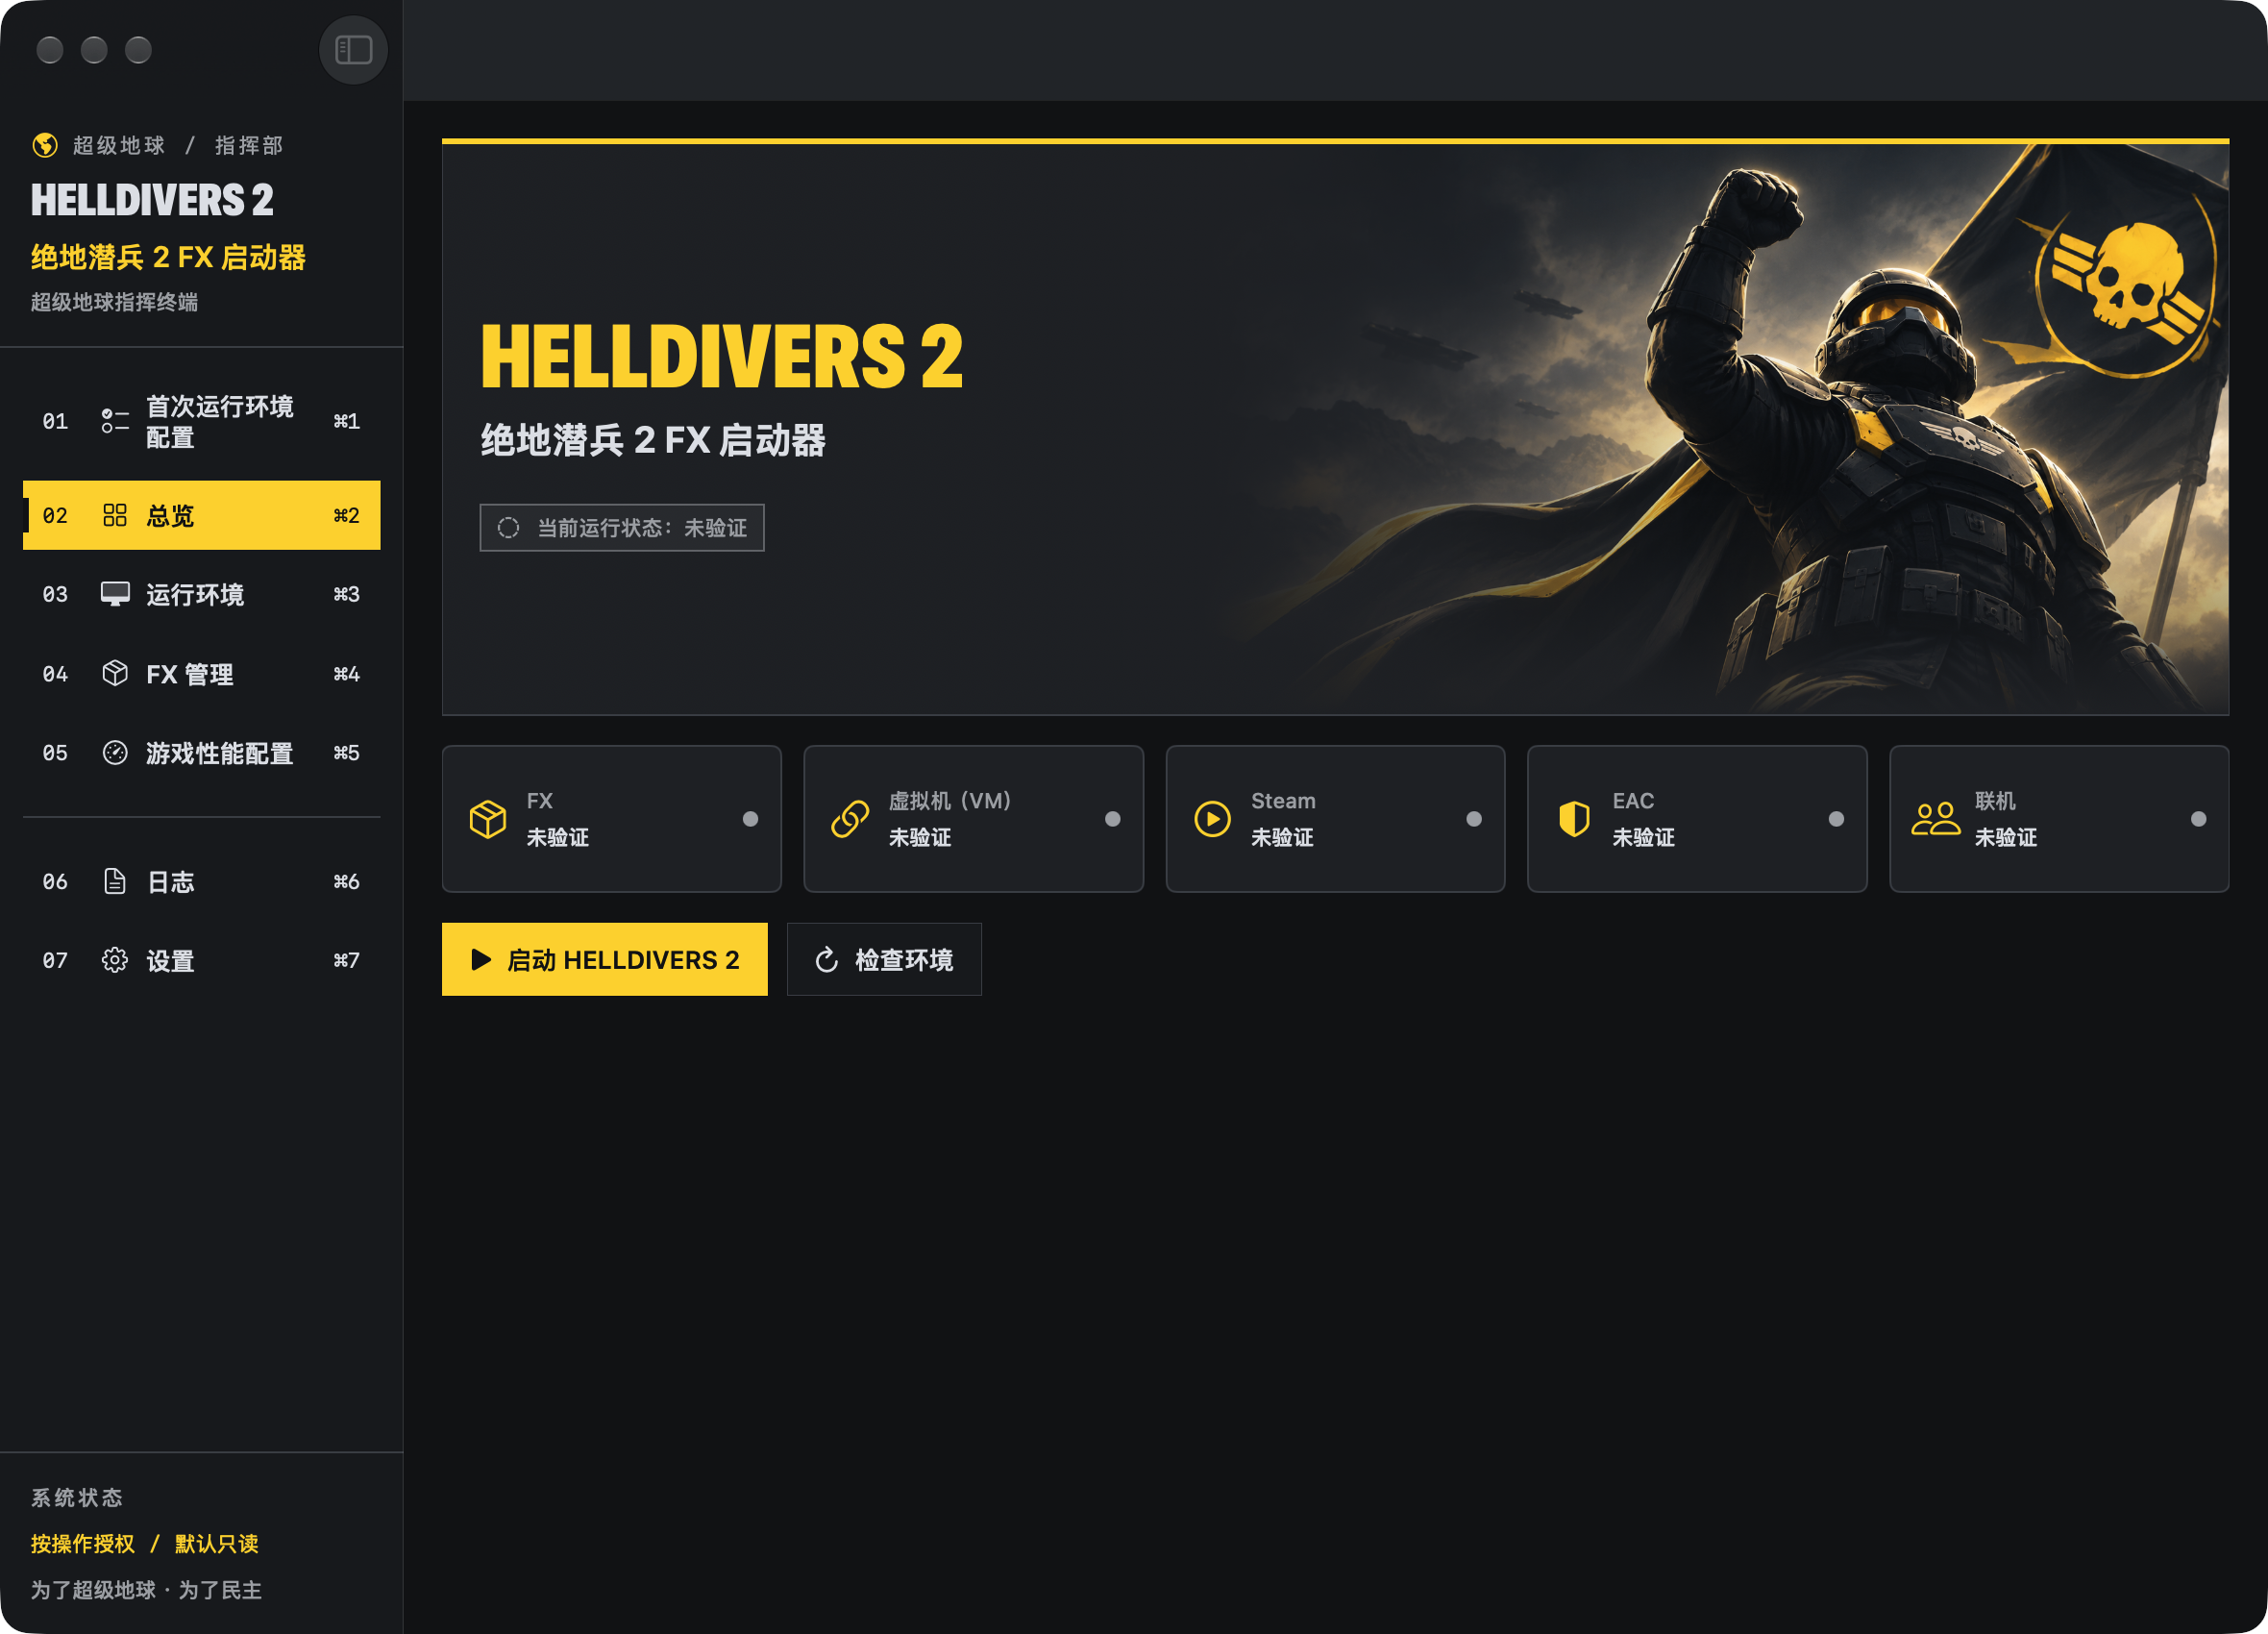 超级地球 / 指挥部
HELLDIVERS 2
绝地潜兵 2 FX 启动器
超级地球指挥终端
01 首次运行环境配置 ⌘1
02 总览 ⌘2
03 运行环境 ⌘3
04 FX 管理 ⌘4
05 游戏性能配置 ⌘5
06 日志 ⌘6
07 设置 ⌘7
系统状态
按操作授权 / 默认只读
为了超级地球 · 为了民主
HELLDIVERS 2
绝地潜兵 2 FX 启动器
当前运行状态：未验证
FX
未验证
虚拟机（VM）
未验证
Steam
未验证
EAC
未验证
联机
未验证
启动 HELLDIVERS 2
检查环境